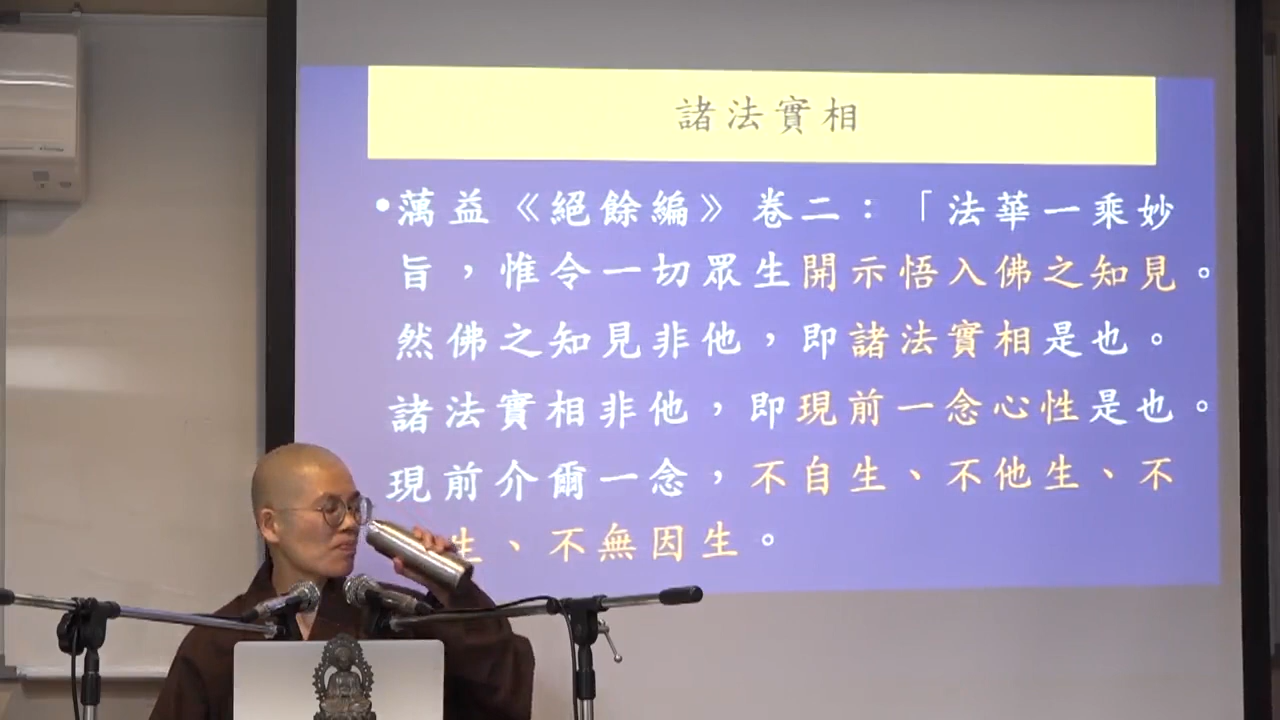 諸法實相
•蕅益《絕餘編》卷二：「法華一乘妙
旨，惟令一切眾生開示悟入佛之知見。
然佛之知見非他，即諸法實相是也。
諸法實相非他，即現前一念心性是也。
現前介爾一念，不自生、不他生、不
生、不無因生。